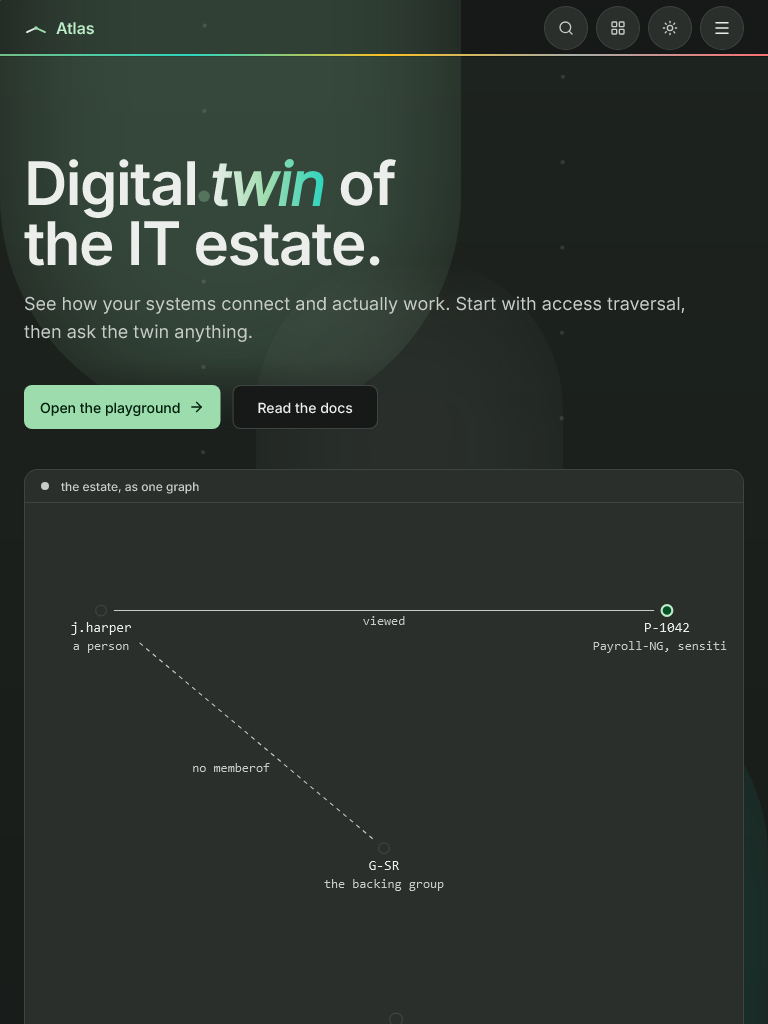 Atlas
Digital twin of
the IT estate.
See how your systems connect and actually work. Start with access traversal,
then ask the twin anything.
Open the playground
Read the docs
the estate, as one graph
viewed
j.harper
P-1042
a person
Payroll-NG, sensiti
no memberof
G-SR
the backing group